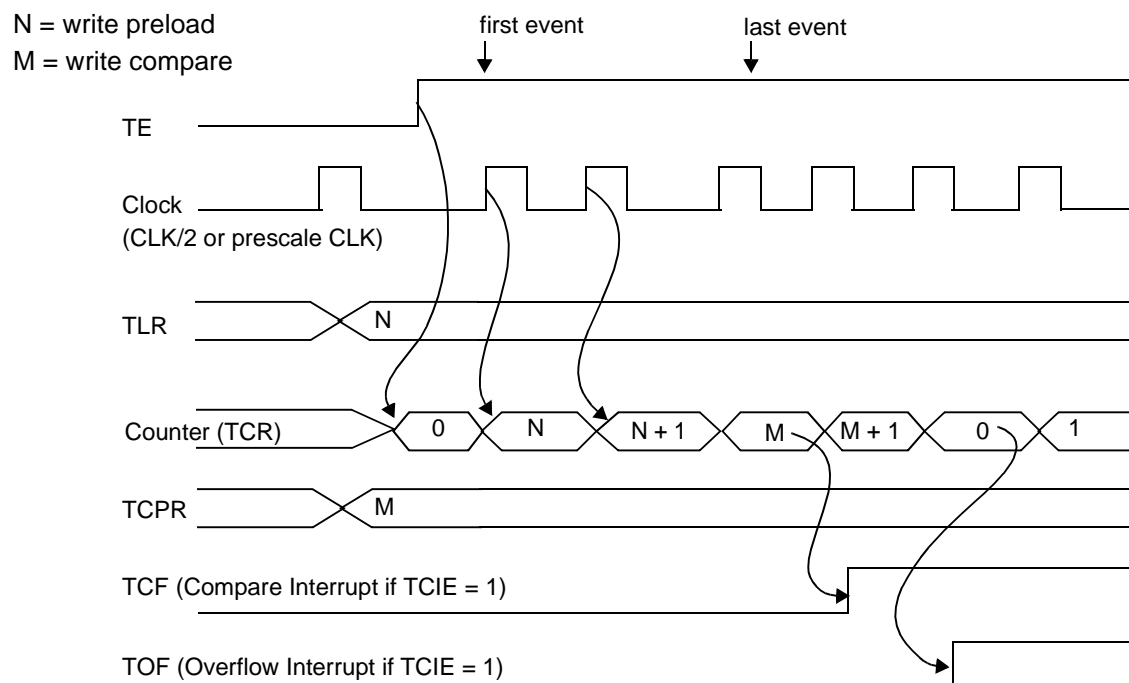 N = write preload
first event
last event
M = write compare
TE
Clock
(CLK/2 or prescale CLK)
TLR
N
Counter (TCR)
0
N
N + 1
M
M + 1
0
1
TCPR
M
TCF (Compare Interrupt if TCIE = 1)
TOF (Overflow Interrupt if TCIE = 1)